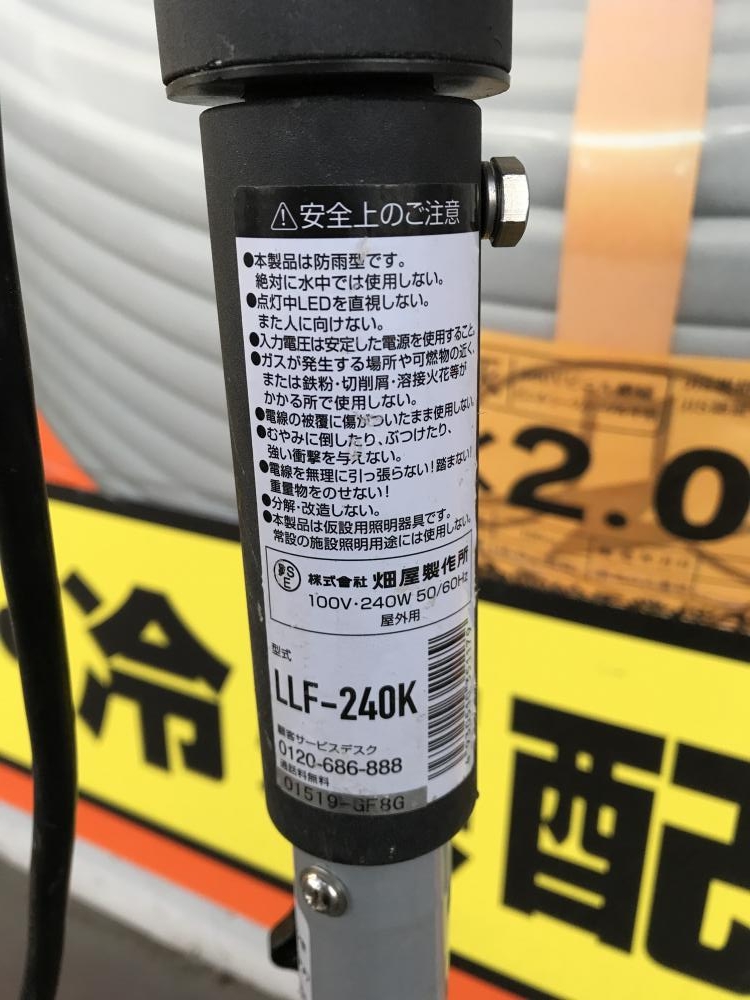 ⚠安全上のご注意
●本製品は防雨型です。
絶対に水中では使用しない。
●点灯中LEDを直視しない。
また人に向けない。
●入力電圧は安定した電源を使用すること。
●ガスが発生する場所や可燃物の近く、
または鉄粉・切削屑・溶接火花等が
かかる所で使用しない。
●電線の被覆に傷がついたまま使用しない。
●むやみに倒したり、ぶつけたり、
強い衝撃を与えない。
●電線を無理に引っ張らない!踏まない!
重量物をのせない!
●分解・改造しない。
●本製品は仮設用照明器具です。
常設の施設照明用途には使用しない。
PSE 株式会社 畑屋製作所
100V・240W 50/60Hz
屋外用
型式
LLF-240K
顧客サービスデスク
0120-686-888
通話料無料
01519-GF8G
×2.0
冷
配